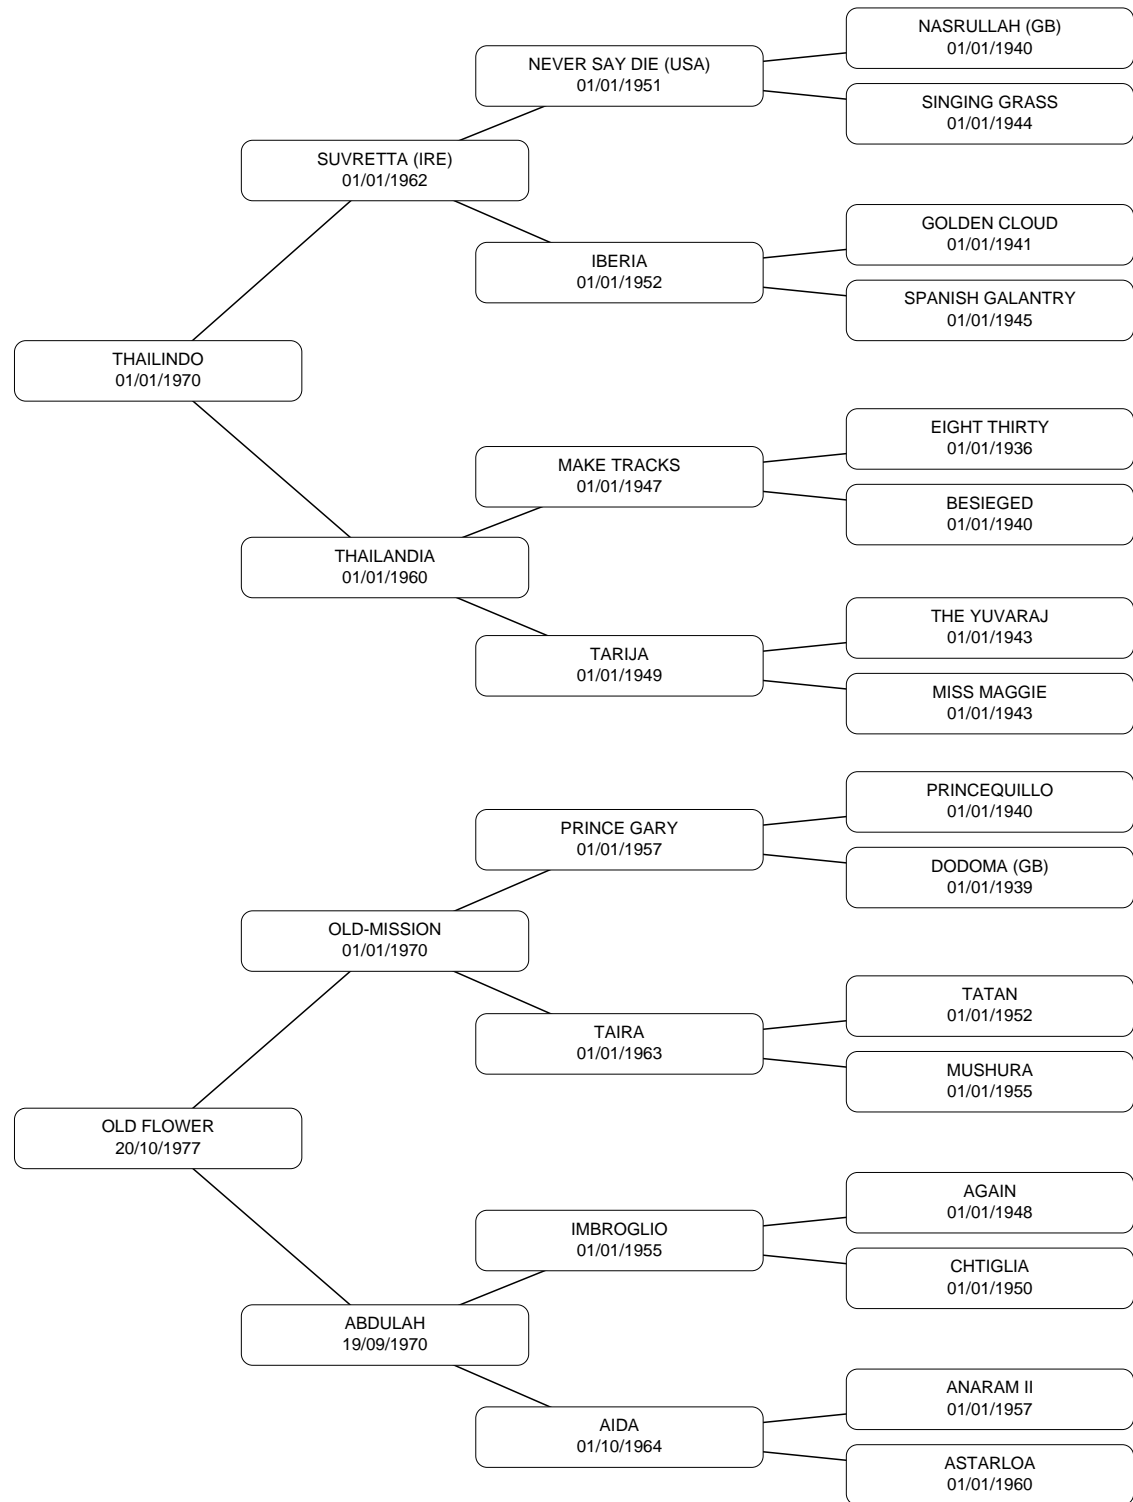 NASRULLAH (GB)
01/01/1940
NEVER SAY DIE (USA)
01/01/1951
SINGING GRASS
01/01/1944
SUVRETTA (IRE)
01/01/1962
GOLDEN CLOUD
01/01/1941
IBERIA
01/01/1952
SPANISH GALANTRY
01/01/1945
THAILINDO
01/01/1970
EIGHT THIRTY
01/01/1936
MAKE TRACKS
01/01/1947
BESIEGED
01/01/1940
THAILANDIA
01/01/1960
THE YUVARAJ
01/01/1943
TARIJA
01/01/1949
MISS MAGGIE
01/01/1943
PRINCEQUILLO
01/01/1940
PRINCE GARY
01/01/1957
DODOMA (GB)
01/01/1939
OLD-MISSION
01/01/1970
TATAN
01/01/1952
TAIRA
01/01/1963
MUSHURA
01/01/1955
OLD FLOWER
20/10/1977
AGAIN
01/01/1948
IMBROGLIO
01/01/1955
CHTIGLIA
01/01/1950
ABDULAH
19/09/1970
ANARAM II
01/01/1957
AIDA
01/10/1964
ASTARLOA
01/01/1960